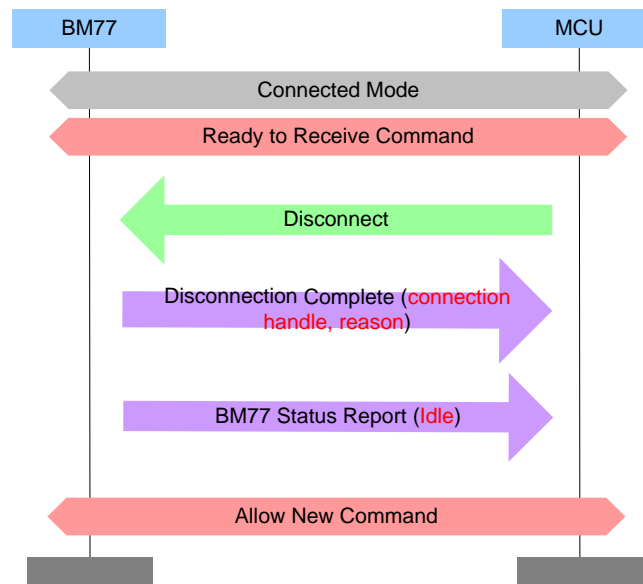 BM77
MCU
Connected Mode
Ready to Receive Command
Disconnect
Disconnection Complete (connection
handle, reason)
BM77 Status Report (Idle)
Allow New Command